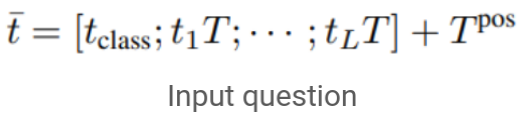 t̄ = [t_class; t_1T; ⋯ ; t_LT] + T^pos
Input question